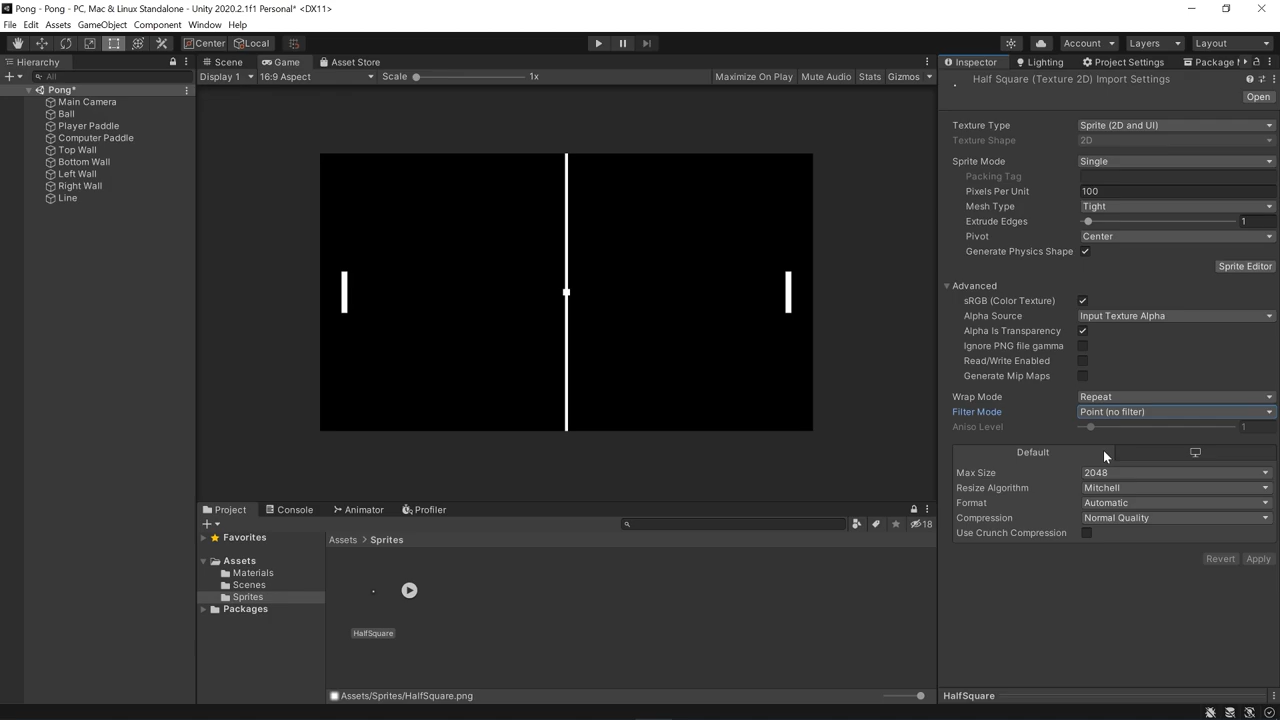 Pong - Pong - PC, Mac & Linux Standalone - Unity 2020.2.1f1 Personal* <DX11>
File Edit Assets GameObject Component Window Help
Center Local Account Layers Layout
Hierarchy
All
Pong*
Main Camera
Ball
Player Paddle
Computer Paddle
Top Wall
Bottom Wall
Left Wall
Right Wall
Line
Scene Game Asset Store
Display 1 16:9 Aspect Scale 1x Maximize On Play Mute Audio Stats Gizmos
Project Console Animator Profiler
18
Favorites
Assets
Materials
Scenes
Sprites
Packages
Assets Sprites
HalfSquare
Assets/Sprites/HalfSquare.png
Inspector Lighting Project Settings Package M
Half Square (Texture 2D) Import Settings
Open
Texture Type Sprite (2D and UI)
Texture Shape 2D
Sprite Mode Single
Packing Tag
Pixels Per Unit 100
Mesh Type Tight
Extrude Edges 1
Pivot Center
Generate Physics Shape
Sprite Editor
Advanced
sRGB (Color Texture)
Alpha Source Input Texture Alpha
Alpha Is Transparency
Ignore PNG file gamma
Read/Write Enabled
Generate Mip Maps
Wrap Mode Repeat
Filter Mode Point (no filter)
Aniso Level 1
Default
Max Size 2048
Resize Algorithm Mitchell
Format Automatic
Compression Normal Quality
Use Crunch Compression
Revert Apply
HalfSquare